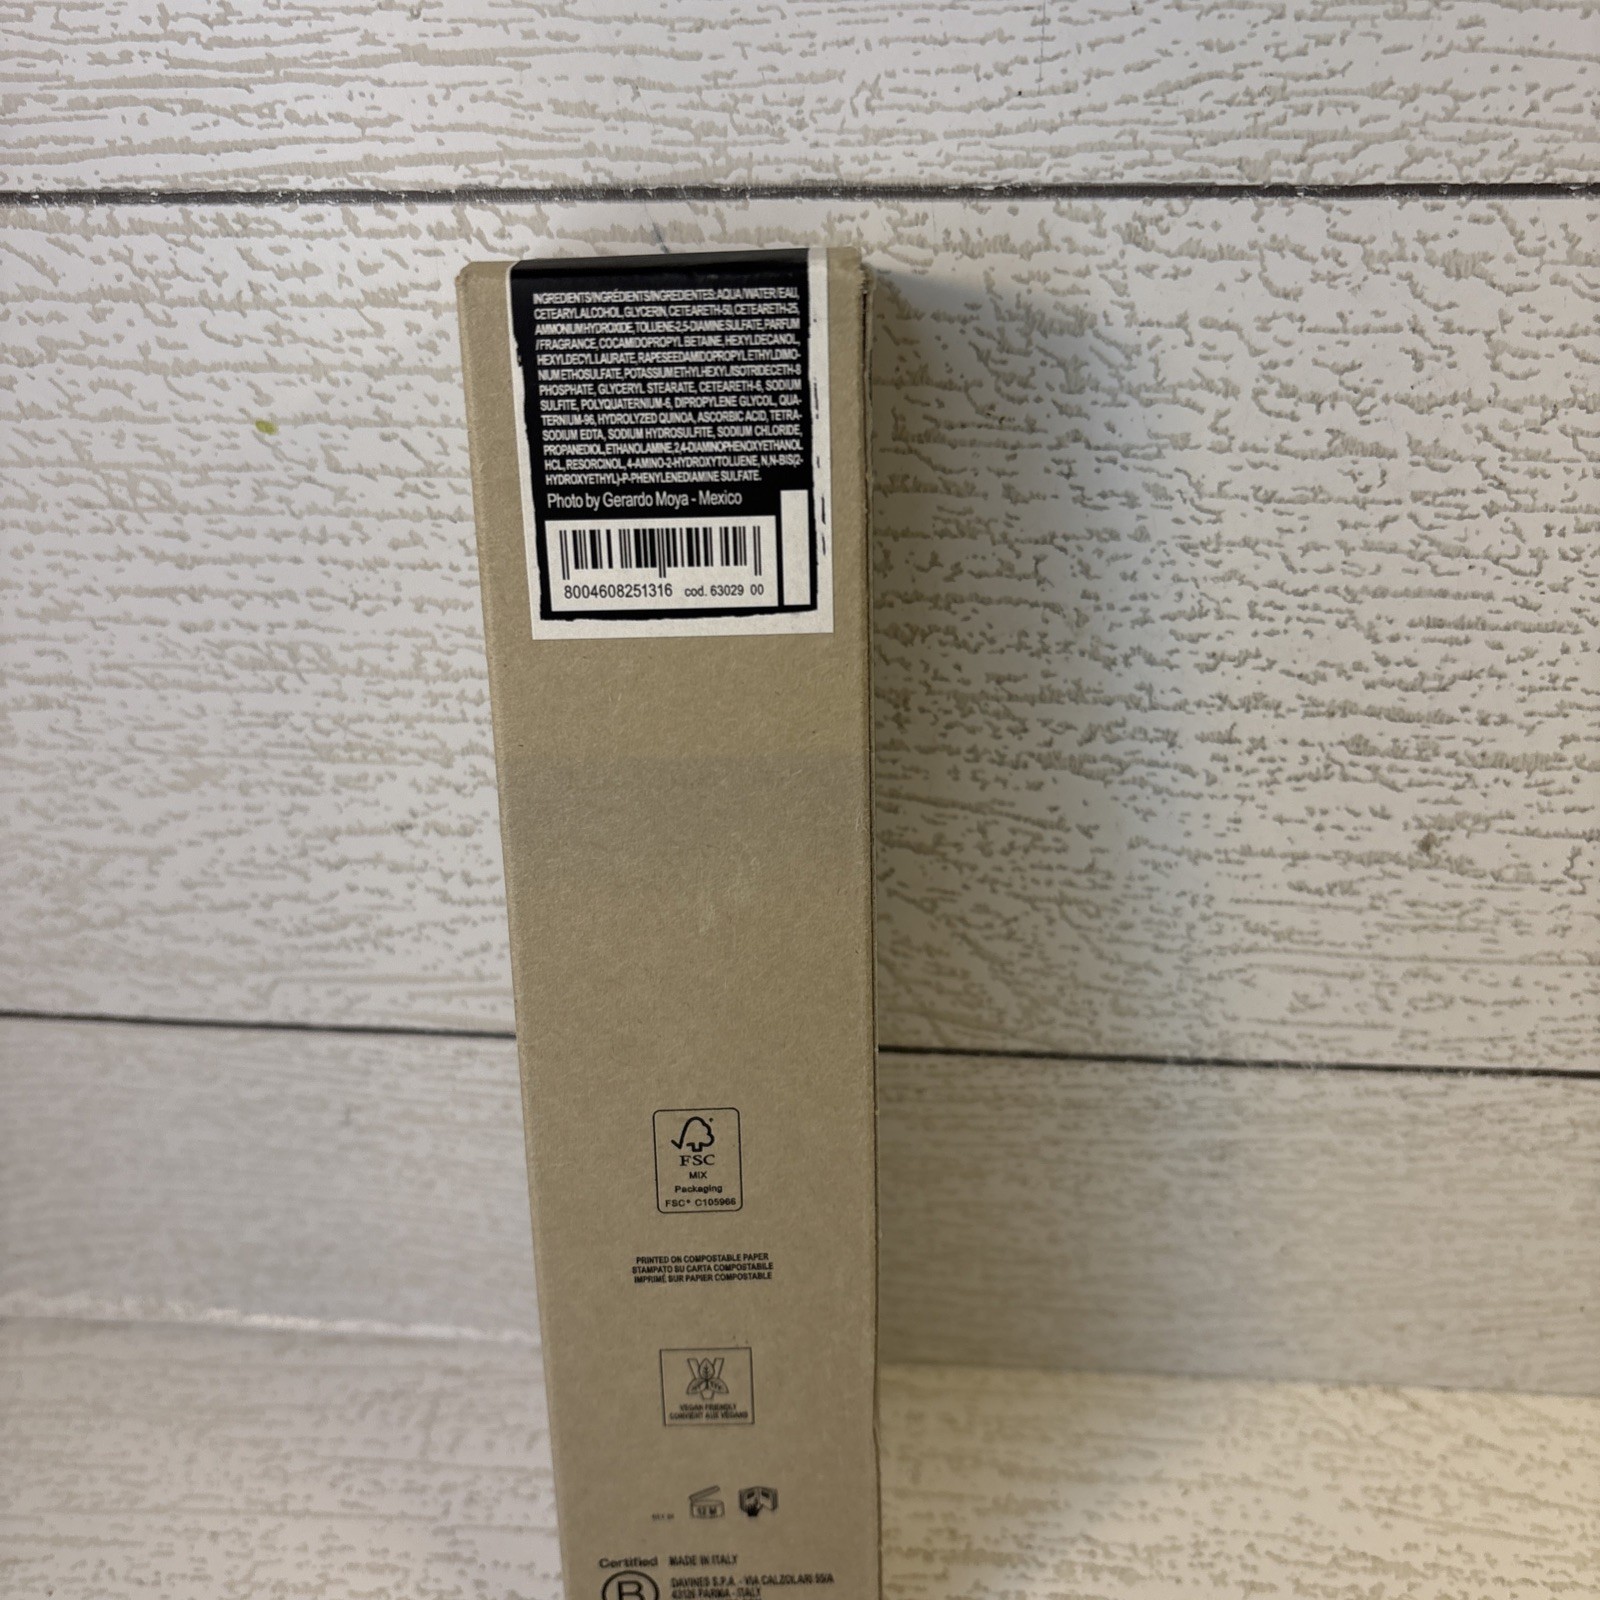 INGREDIENTS/INGRÉDIENTS/INGREDIENTES: AQUA/WATER/EAU,
CETEARYL ALCOHOL, GLYCERIN, CETEARETH-50, CETEARETH-25,
AMMONIUM HYDROXIDE, TOLUENE-2,5-DIAMINE SULFATE, PARFUM
/FRAGRANCE, COCAMIDOPROPYL BETAINE, HEXYLDECANOL,
HEXYLDECYL LAURATE, RAPESEEDAMIDOPROPYL ETHYLDIMO-
NIUM ETHOSULFATE, POTASSIUM ETHYLHEXYL/ISOTRIDECETH-8
PHOSPHATE, GLYCERYL STEARATE, CETEARETH-6, SODIUM
SULFITE, POLYQUATERNIUM-6, DIPROPYLENE GLYCOL, QUA-
TERNIUM-96, HYDROLYZED QUINOA, ASCORBIC ACID, TETRA-
SODIUM EDTA, SODIUM HYDROSULFITE, SODIUM CHLORIDE,
PROPANEDIOL, ETHANOLAMINE, 2,4-DIAMINOPHENOXYETHANOL
HCL, RESORCINOL, 4-AMINO-2-HYDROXYTOLUENE, N,N-BIS(2-
HYDROXYETHYL)-P-PHENYLENEDIAMINE SULFATE.
Photo by Gerardo Moya - Mexico
8004608251316 cod. 63029 00
FSC
MIX
Packaging
FSC® C105966
PRINTED ON COMPOSTABLE PAPER
STAMPATO SU CARTA COMPOSTABILE
IMPRIMÉ SUR PAPIER COMPOSTABLE
VEGAN FRIENDLY
CONVIENT AUX VEGANS
12 M
Certified MADE IN ITALY
B DAVINES S.P.A. - VIA CALZOLARI 55/A
43126 PARMA - ITALY